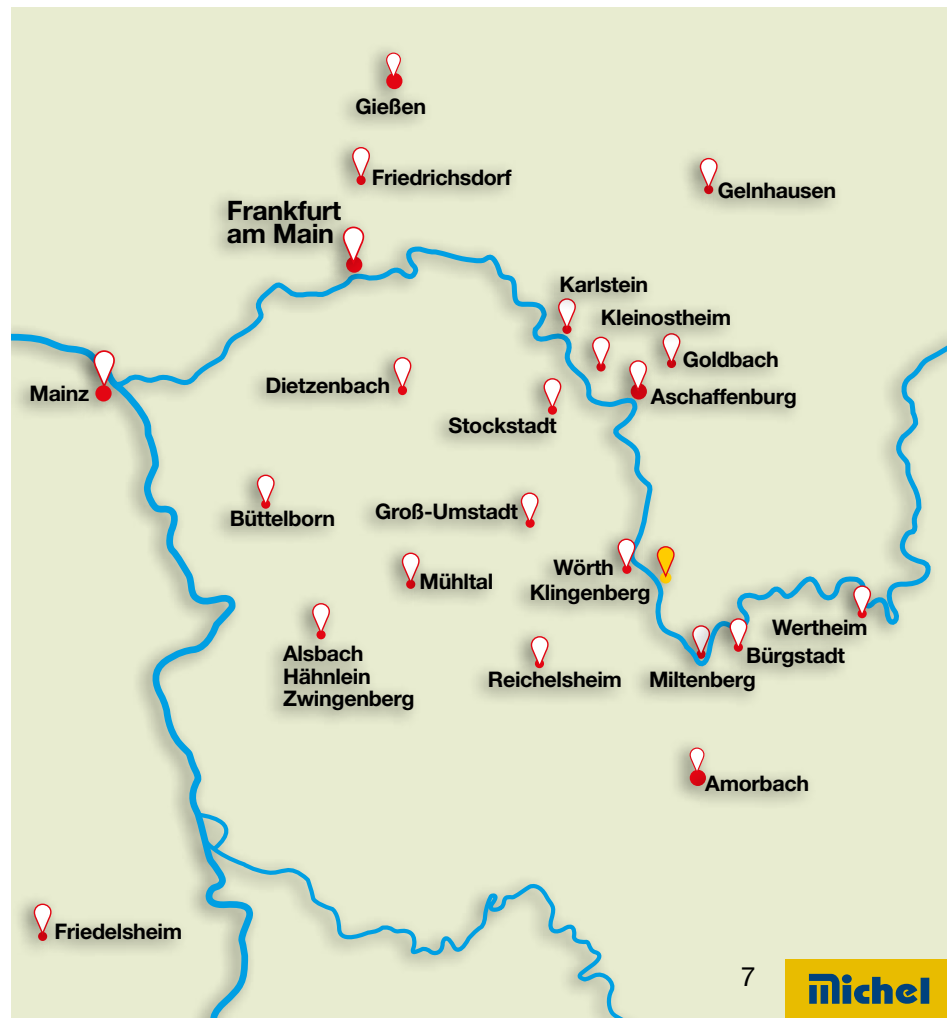 Gießen
Friedrichsdorf
Gelnhausen
Frankfurt
am Main
Karlstein
Kleinostheim
Goldbach
Mainz
Dietzenbach
Aschaffenburg
Stockstadt
Büttelborn
Groß-Umstadt
Mühltal
Wörth
Klingenberg
Wertheim
Bürgstadt
Alsbach
Hähnlein
Zwingenberg
Reichelsheim
Miltenberg
Amorbach
Friedelsheim
7
michel